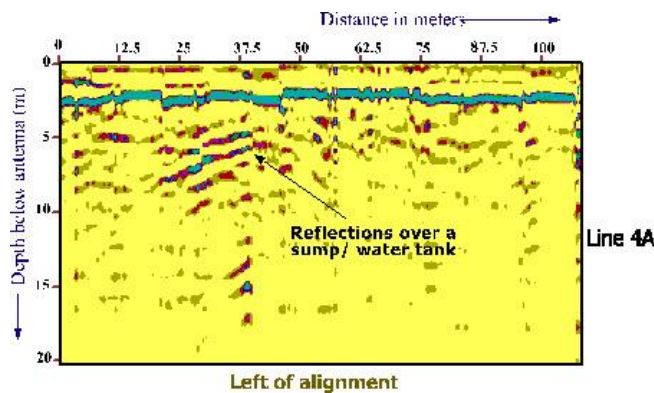 Distance in meters
0 12.5 25 37.5 50 62.5 75 87.5 100
0
5
10
15
20
Depth below antenna (m)
Reflections over a
sump/ water tank
Line 4A
Left of alignment